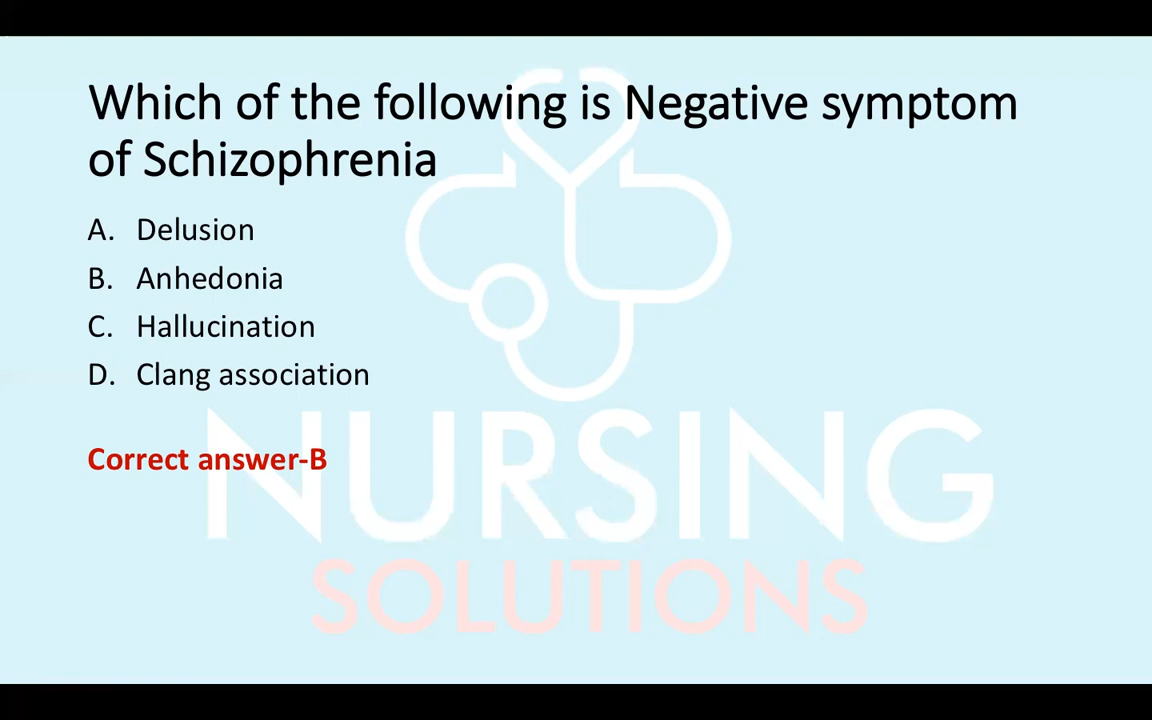 Which of the following is Negative symptom
of Schizophrenia
A. Delusion
B. Anhedonia
C. Hallucination
D. Clang association
Correct answer-B
NURSING
SOLUTIONS